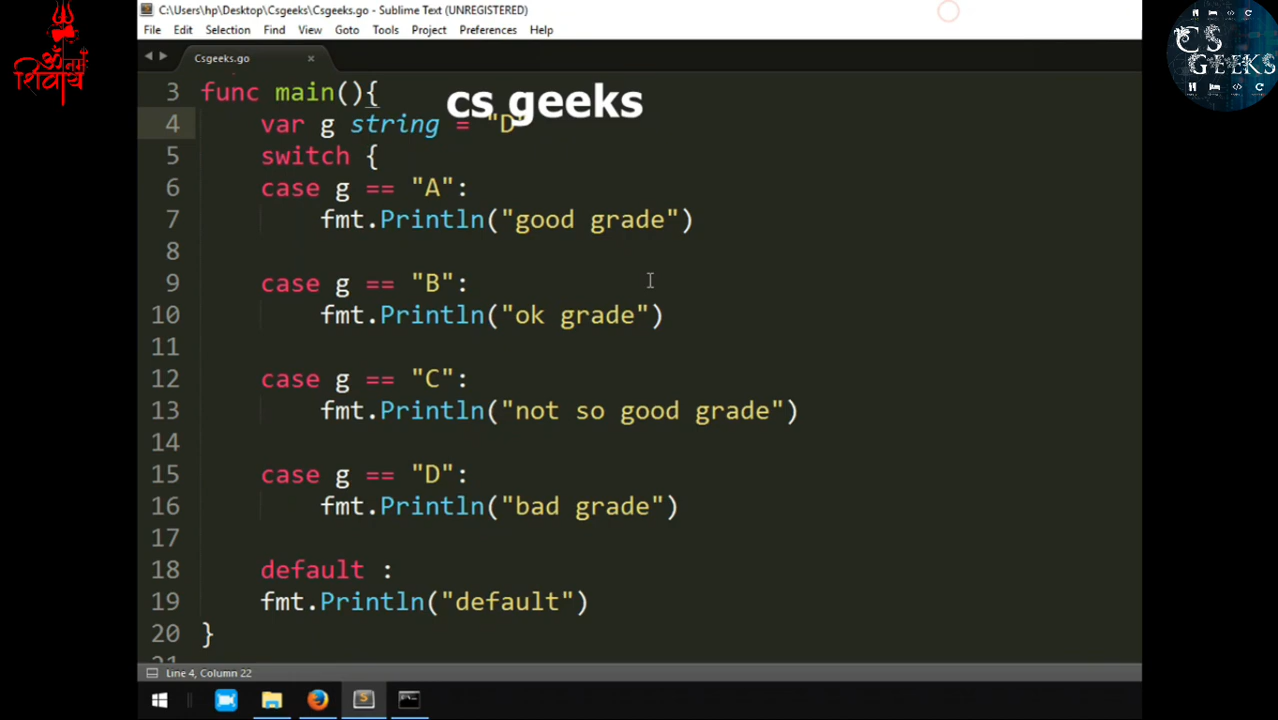 C:\Users\hp\Desktop\Csgeeks\Csgeeks.go - Sublime Text (UNREGISTERED)
File Edit Selection Find View Goto Tools Project Preferences Help
Csgeeks.go ×
ॐ नमः
शिवाय
CS
GEEKS
cs geeks
3 func main(){
4 var g string = "D"
5 switch {
6 case g == "A":
7 fmt.Println("good grade")
8
9 case g == "B":
10 fmt.Println("ok grade")
11
12 case g == "C":
13 fmt.Println("not so good grade")
14
15 case g == "D":
16 fmt.Println("bad grade")
17
18 default :
19 fmt.Println("default")
20 }
21
Line 4, Column 22